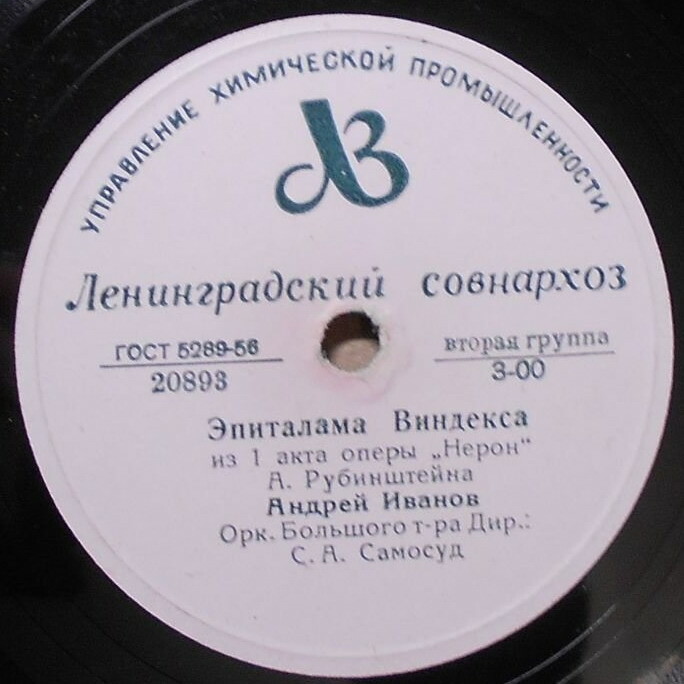 УПРАВЛЕНИЕ ХИМИЧЕСКОЙ ПРОМЫШЛЕННОСТИ
ЛЗ
Ленинградский совнархоз
ГОСТ 5289-56
20893
вторая группа
3-00
Эпиталама Виндекса
из 1 акта оперы „Нерон“
А. Рубинштейна
Андрей Иванов
Орк. Большого т-ра Дир.:
С. А. Самосуд